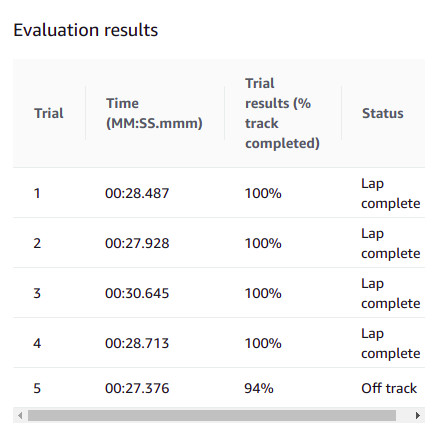 Evaluation results
Trial
Time
(MM:SS.mmm)
Trial
results (%
track
completed)
Status
1 00:28.487 100% Lap
complete
2 00:27.928 100% Lap
complete
3 00:30.645 100% Lap
complete
4 00:28.713 100% Lap
complete
5 00:27.376 94% Off track